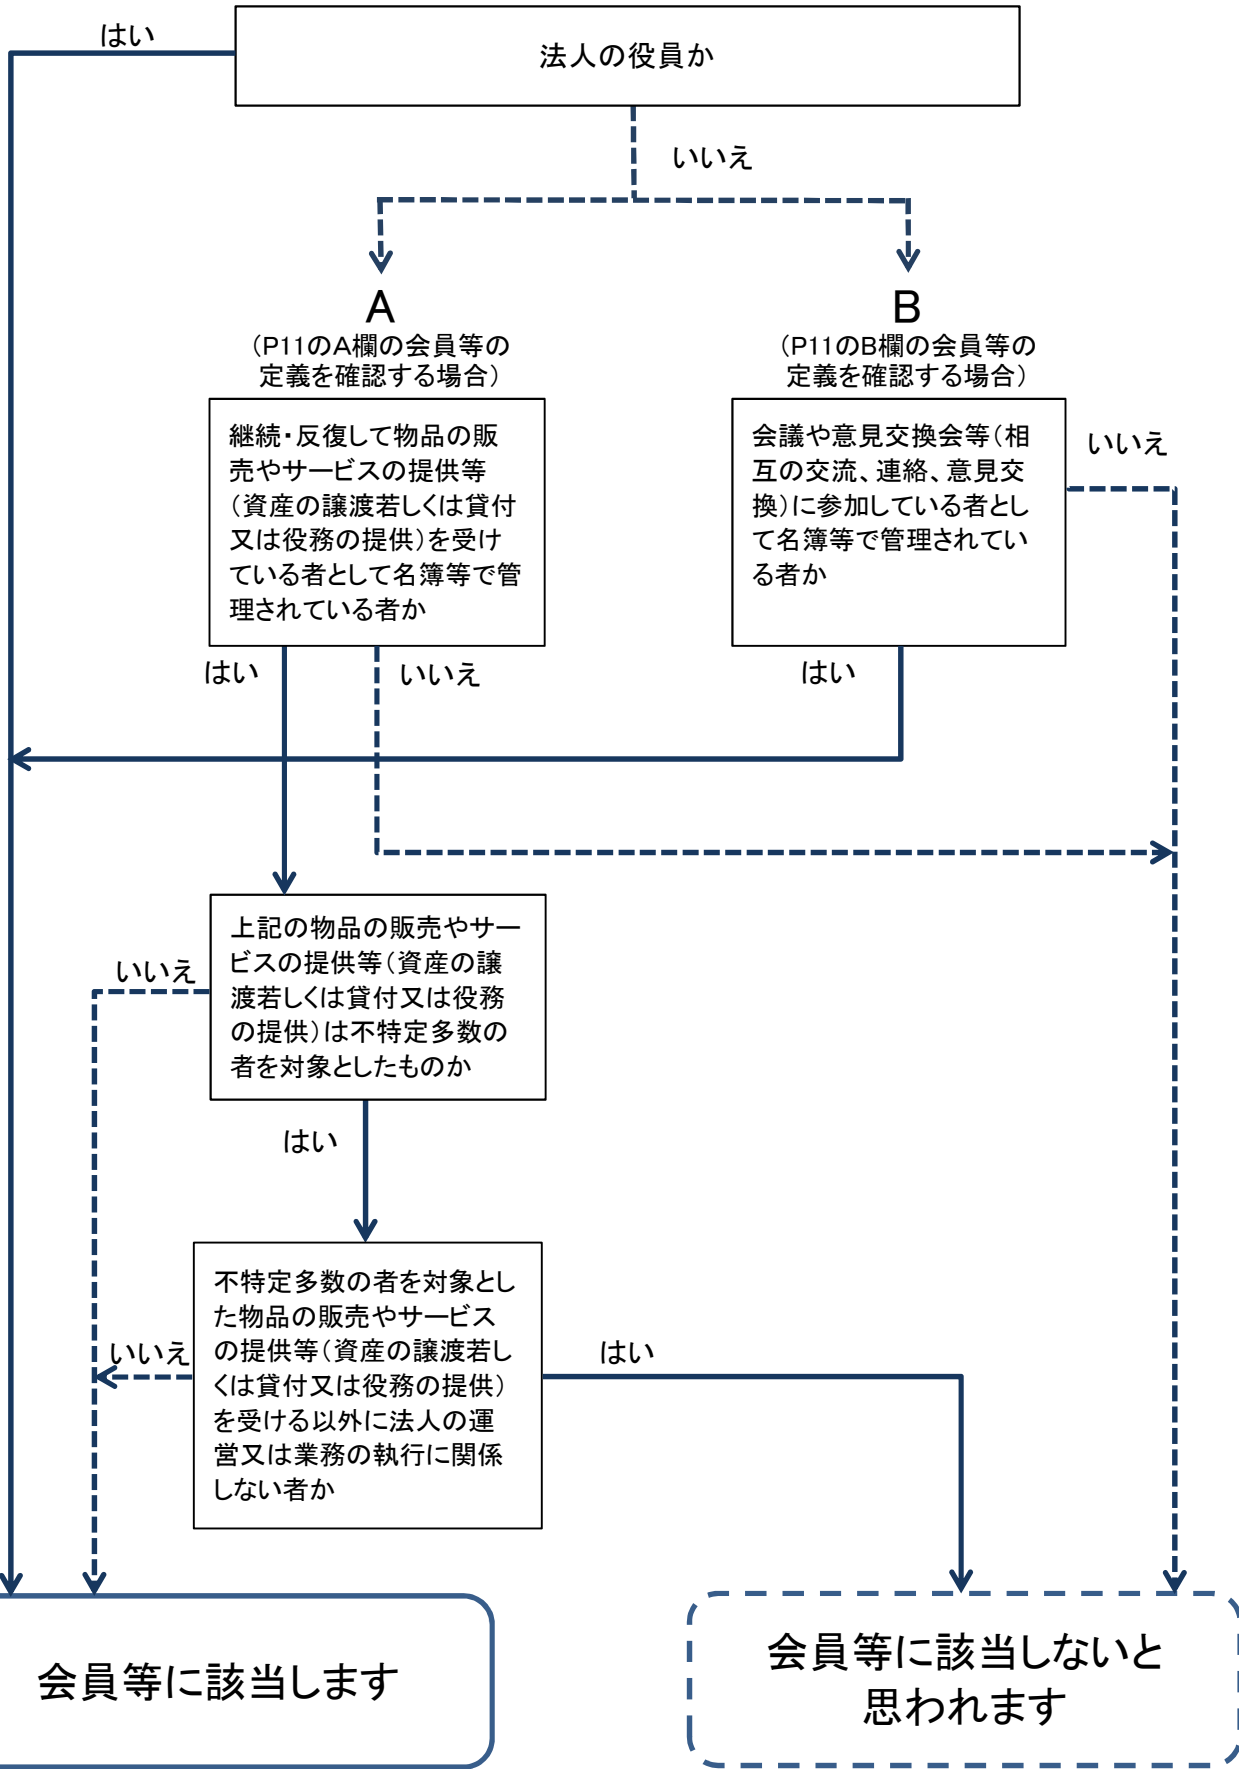 はい
法人の役員か
いいえ
A
（P11のA欄の会員等の
定義を確認する場合）
B
（P11のB欄の会員等の
定義を確認する場合）
継続・反復して物品の販
売やサービスの提供等
（資産の譲渡若しくは貸付
又は役務の提供）を受け
ている者として名簿等で管
理されている者か
会議や意見交換会等（相
互の交流、連絡、意見交
換）に参加している者とし
て名簿等で管理されてい
る者か
いいえ
はい
いいえ
はい
上記の物品の販売やサー
ビスの提供等（資産の譲
渡若しくは貸付又は役務
の提供）は不特定多数の
者を対象としたものか
いいえ
はい
不特定多数の者を対象とし
た物品の販売やサービス
の提供等（資産の譲渡若し
くは貸付又は役務の提供）
を受ける以外に法人の運
営又は業務の執行に関係
しない者か
いいえ
はい
会員等に該当します
会員等に該当しないと
思われます